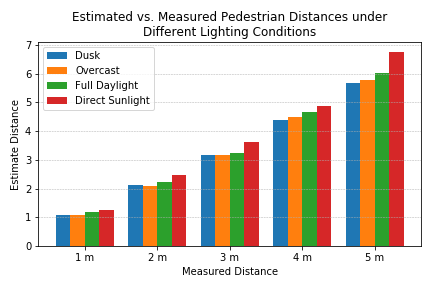 Estimated vs. Measured Pedestrian Distances under
Different Lighting Conditions
7
6
5
4
3
2
1
0
Estimate Distance
Dusk
Overcast
Full Daylight
Direct Sunlight
1 m 2 m 3 m 4 m 5 m
Measured Distance